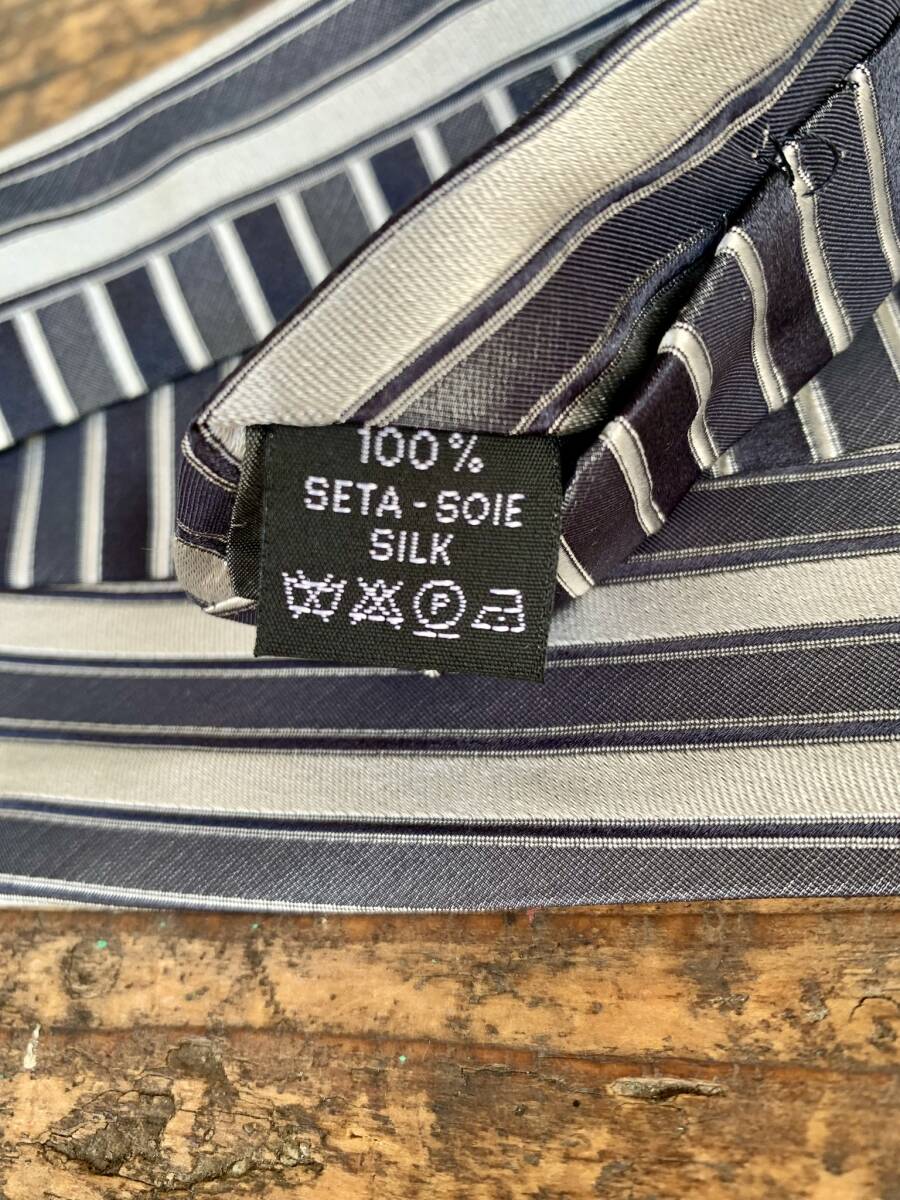 100%
SETA - SOIE
SILK
P